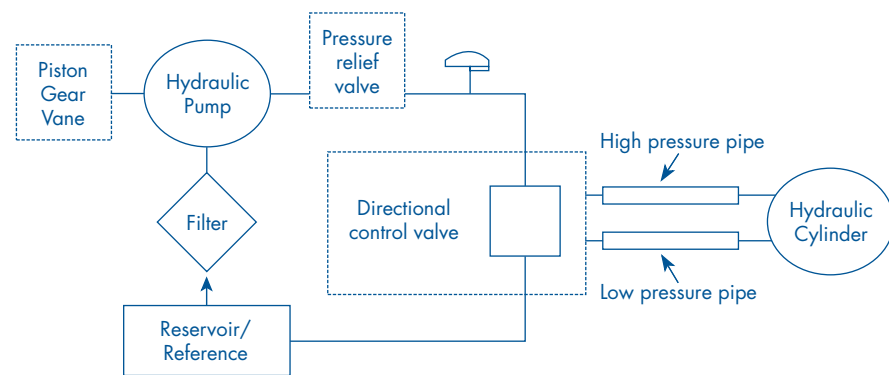 Piston
Gear
Vane
Hydraulic
Pump
Pressure
relief
valve
High pressure pipe
Directional
control valve
Hydraulic
Cylinder
Filter
Low pressure pipe
Reservoir/
Reference